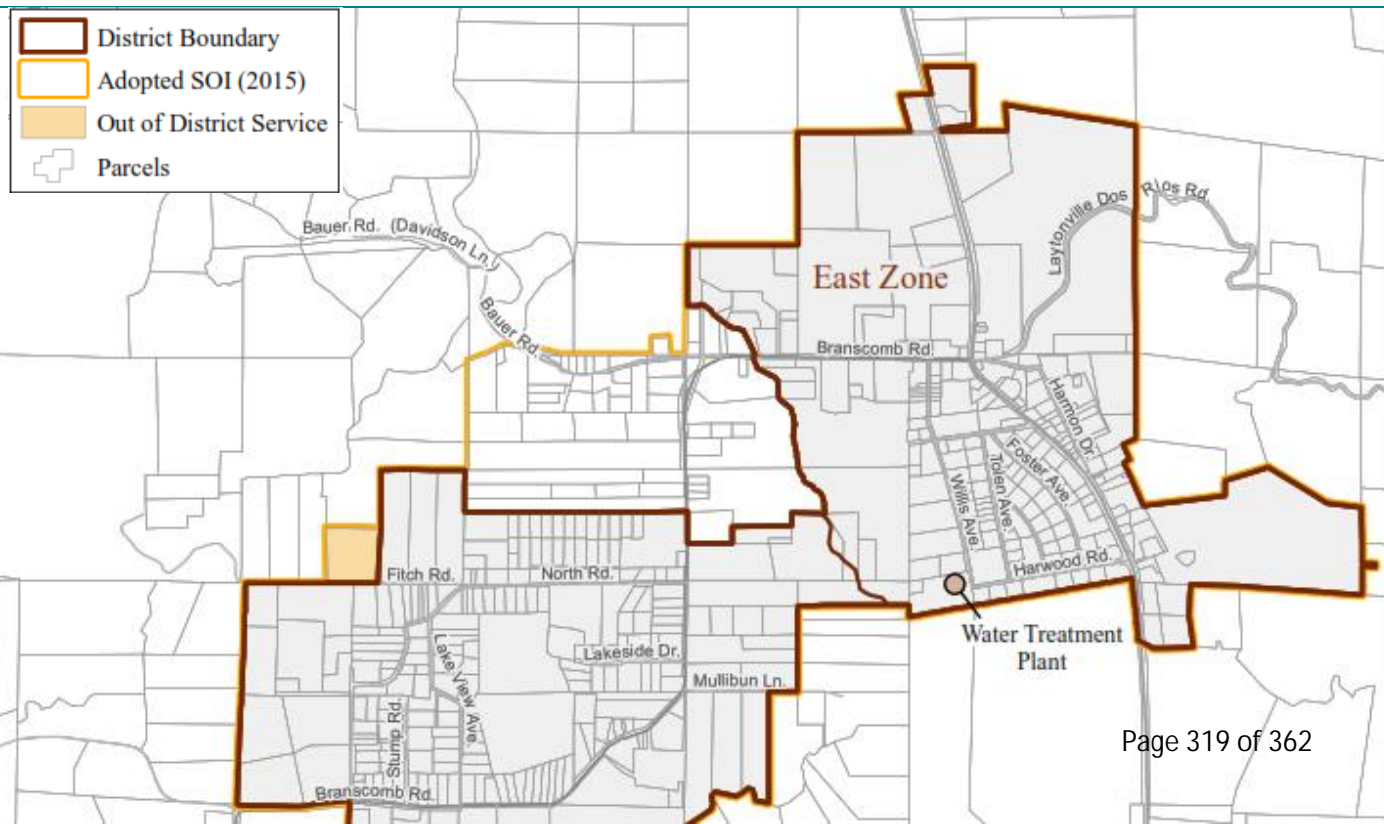 District Boundary
Adopted SOI (2015)
Out of District Service
Parcels
Bauer Rd. (Davidson Ln.)
Bauer Rd.
East Zone
Laytonville Dos Rios Rd.
Branscomb Rd.
Harmon Dr.
Foster Ave.
Tolen Ave.
Willis Ave.
Harwood Rd.
Water Treatment
Plant
Fitch Rd.
North Rd.
Lakeside Dr.
Lake View Ave.
Mullibun Ln.
Stump Rd.
Branscomb Rd.
Page 319 of 362